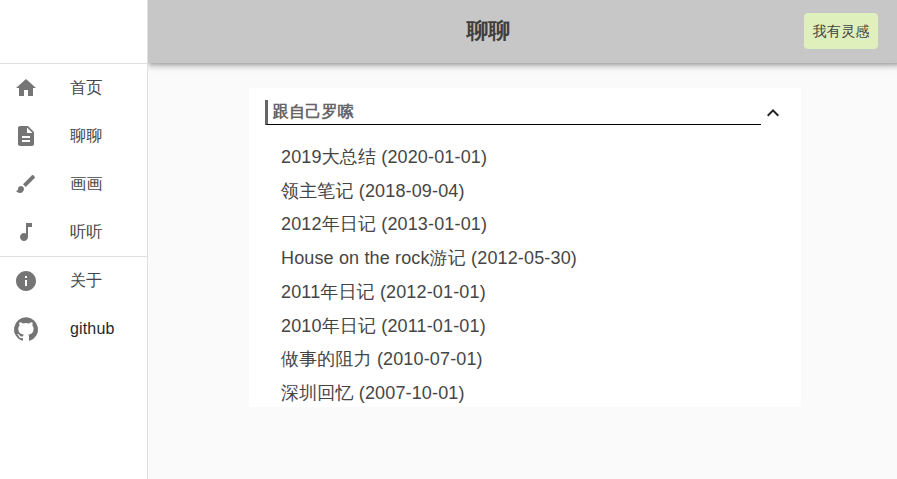 聊聊
我有灵感
首页
聊聊
画画
听听
关于
github
跟自己罗嗦
2019大总结 (2020-01-01)
领主笔记 (2018-09-04)
2012年日记 (2013-01-01)
House on the rock游记 (2012-05-30)
2011年日记 (2012-01-01)
2010年日记 (2011-01-01)
做事的阻力 (2010-07-01)
深圳回忆 (2007-10-01)